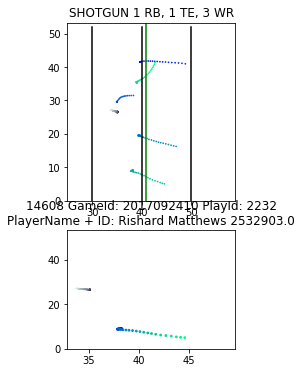 SHOTGUN 1 RB, 1 TE, 3 WR
50
40
30
20
10
0
30 40 50
14608 GameId: 2017092410 PlayId: 2232
PlayerName + ID: Rishard Matthews 2532903.0
40
20
0
35 40 45